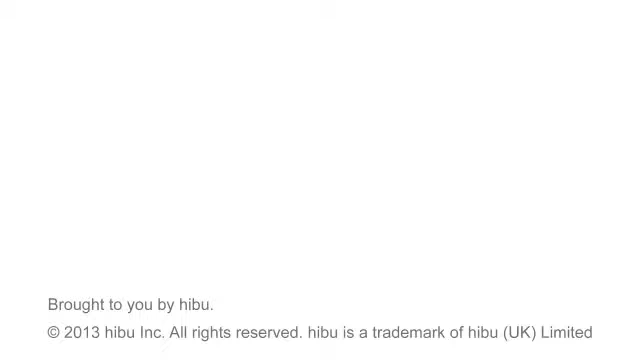 Brought to you by hibu.
© 2013 hibu Inc. All rights reserved. hibu is a trademark of hibu (UK) Limited